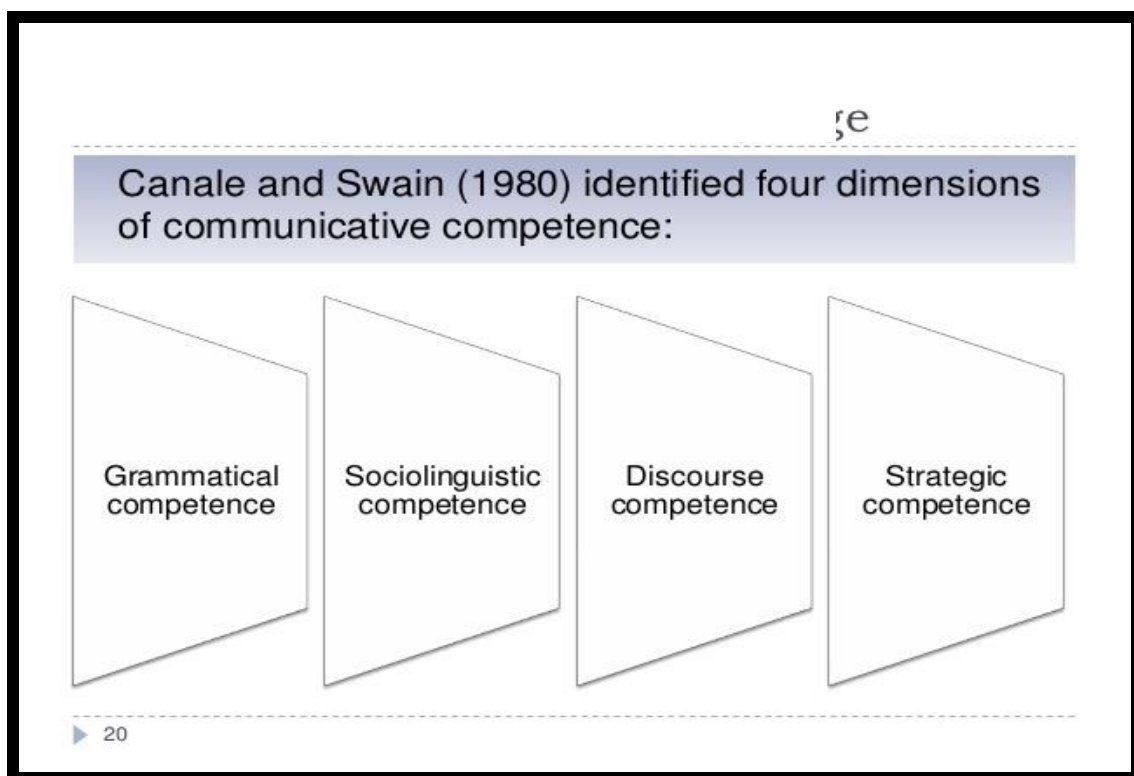 Canale and Swain (1980) identified four dimensions
of communicative competence:
Grammatical
competence
Sociolinguistic
competence
Discourse
competence
Strategic
competence
20